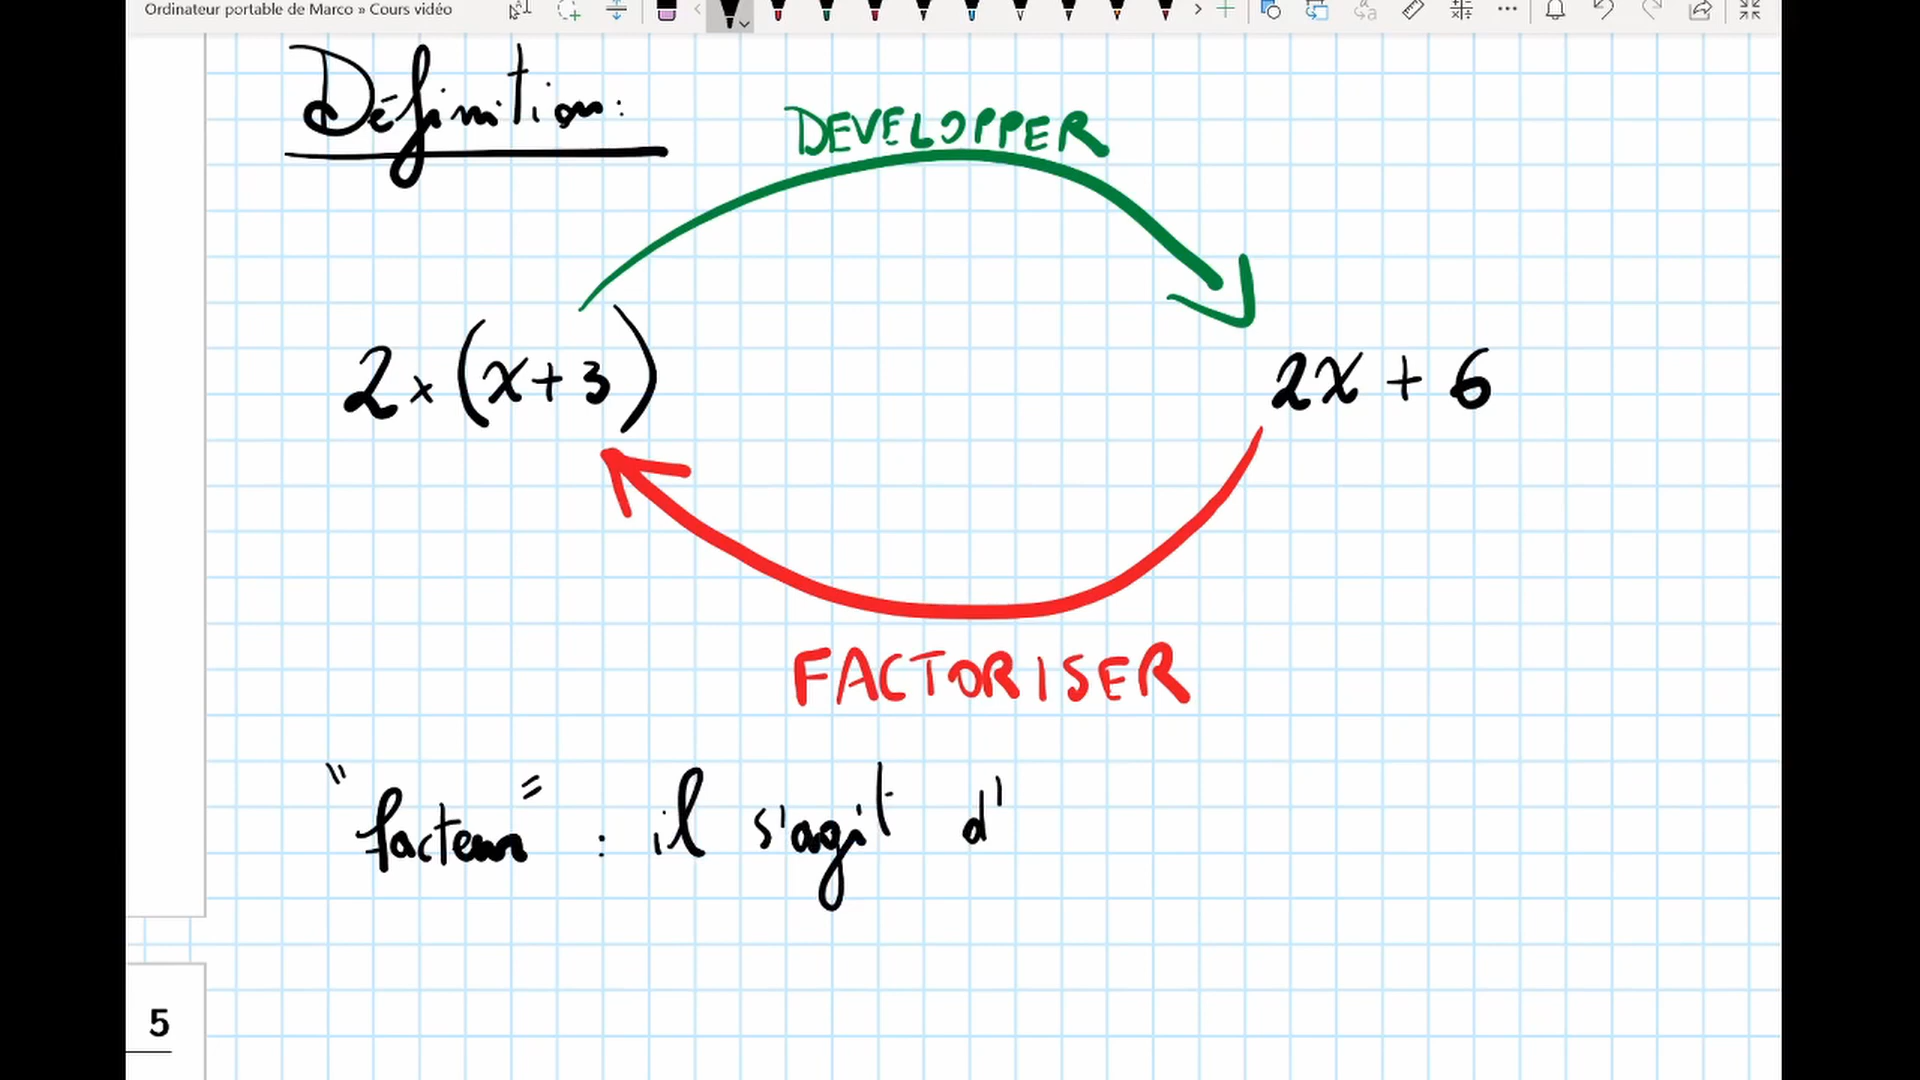 Ordinateur portable de Marco » Cours vidéo
Définition:
DEVELOPPER
2 × (x+3)
2x + 6
FACTORISER
"facteur" : il s'agit d'
5